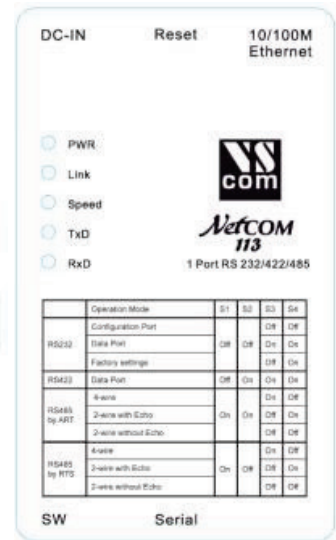 DC-IN Reset 10/100M
Ethernet
PWR
Link
Speed
TxD
RxD
VS
com
NetCOM
113
1 Port RS 232/422/485
Operation Mode S1 S2 S3 S4
RS232 Configuration Port Off Off Off Off
Data Port On Off
Factory settings Off On
RS422 Data Port Off On On On
RS485 by ART 4-wire On On On On
2-wire with Echo Off On
2-wire without Echo Off Off
RS485 by RTS 4-wire On Off Off On
2-wire with Echo On On
2-wire without Echo Off Off
SW Serial